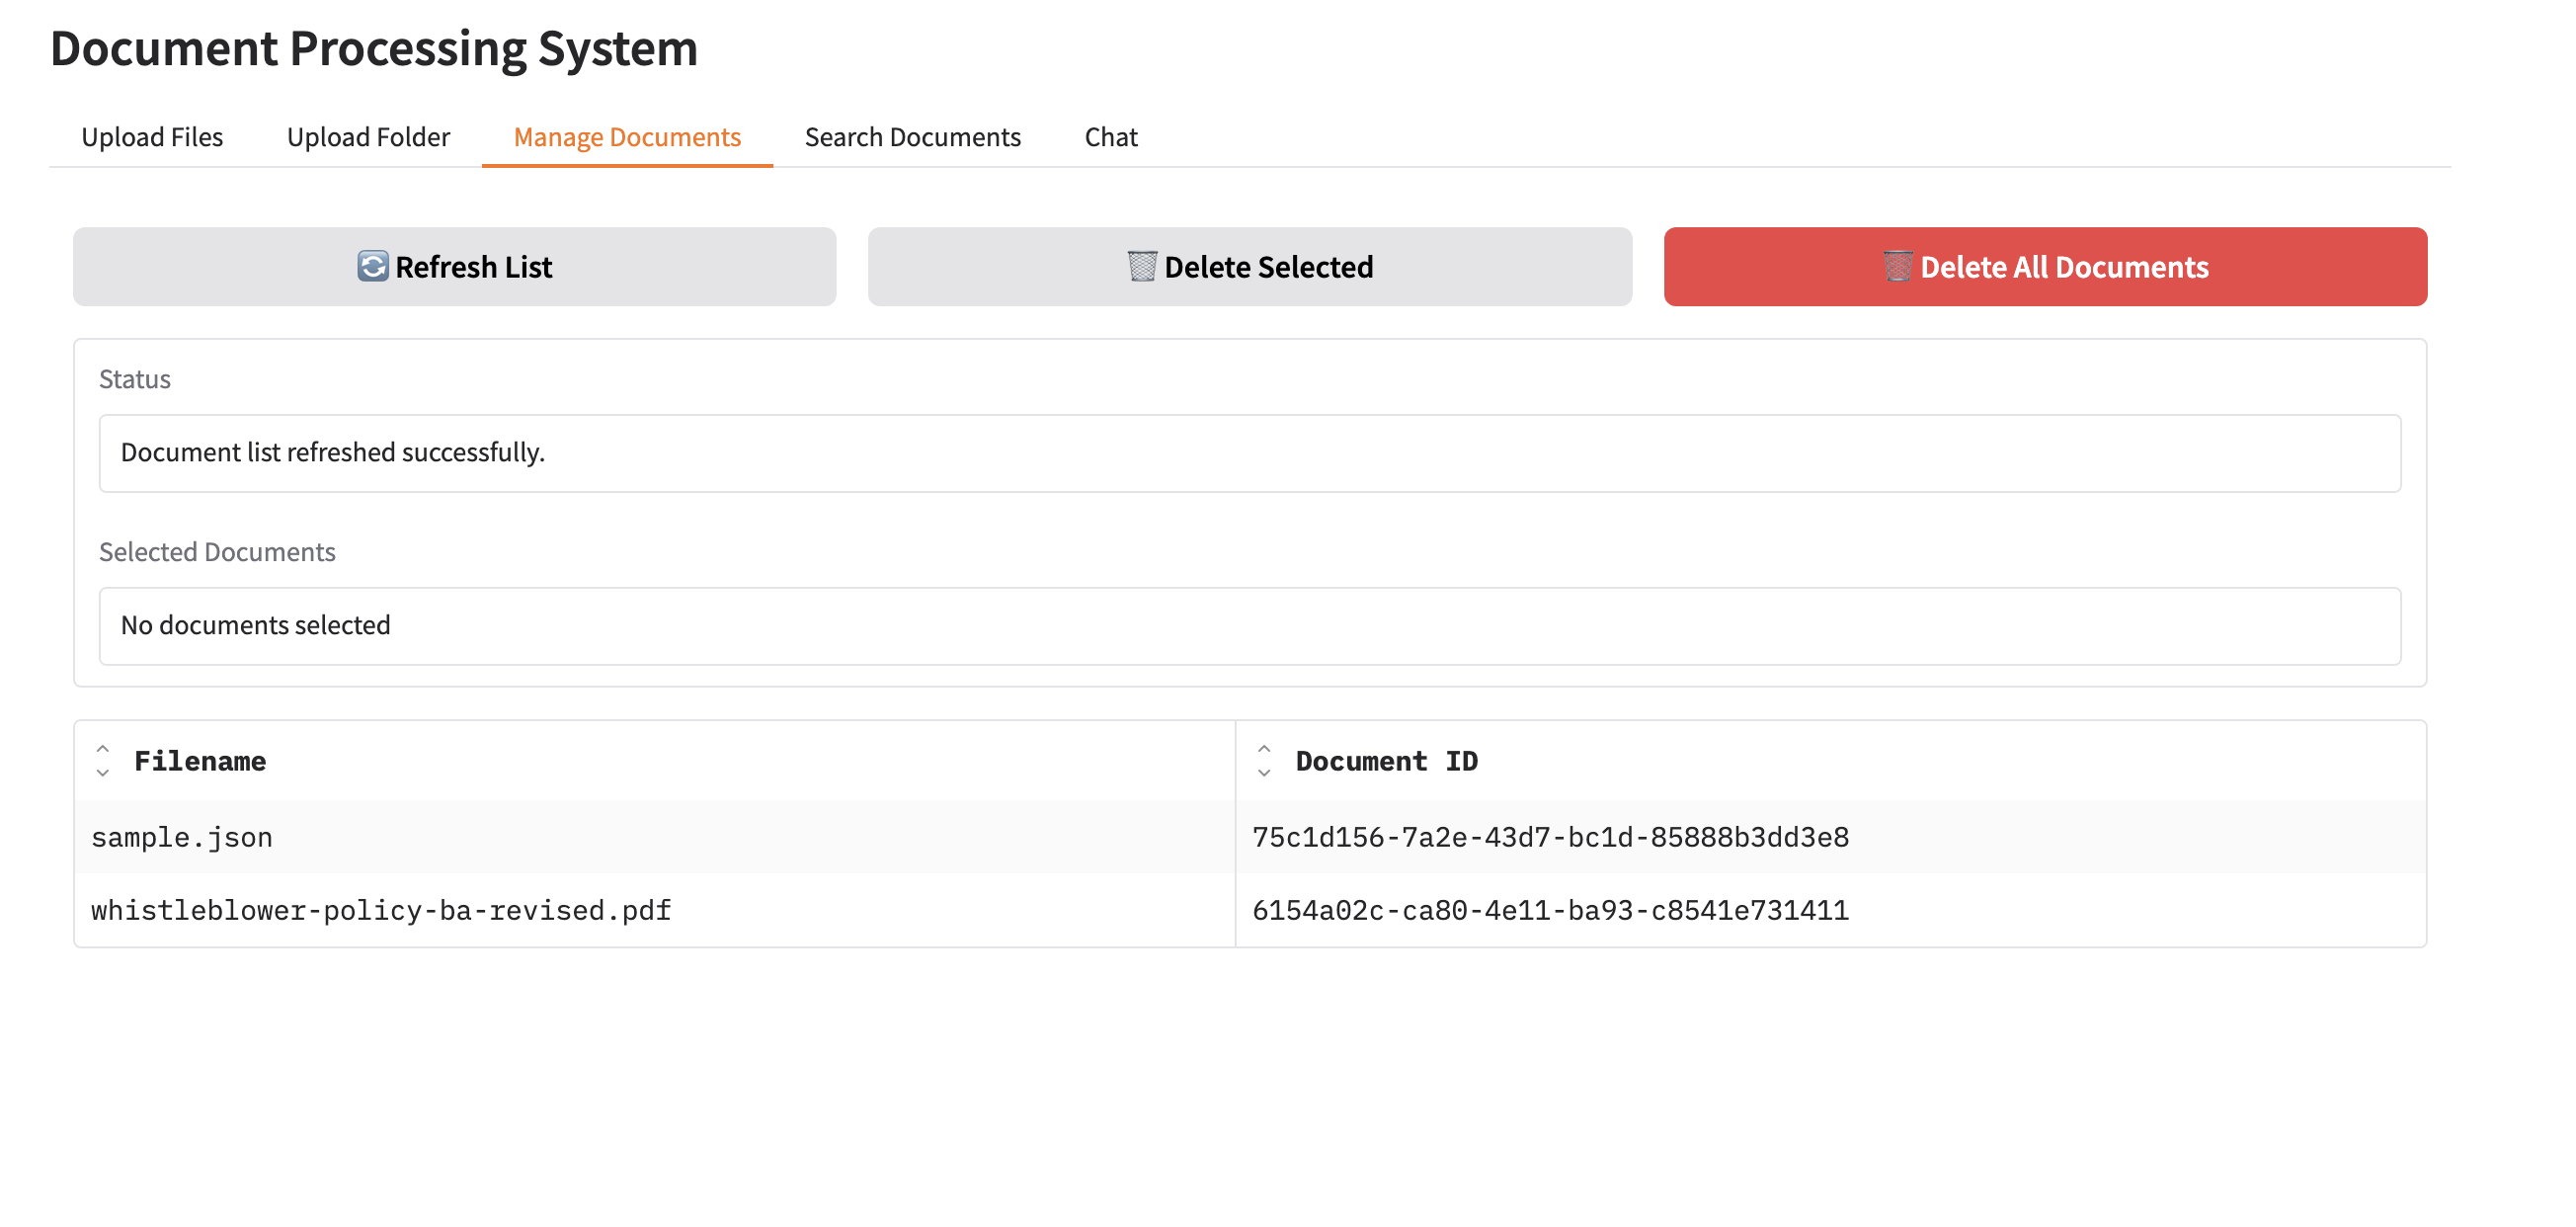 Document Processing System
Upload Files Upload Folder Manage Documents Search Documents Chat
Refresh List Delete Selected Delete All Documents
Status
Document list refreshed successfully.
Selected Documents
No documents selected
Filename Document ID
sample.json 75c1d156-7a2e-43d7-bc1d-85888b3dd3e8
whistleblower-policy-ba-revised.pdf 6154a02c-ca80-4e11-ba93-c8541e731411